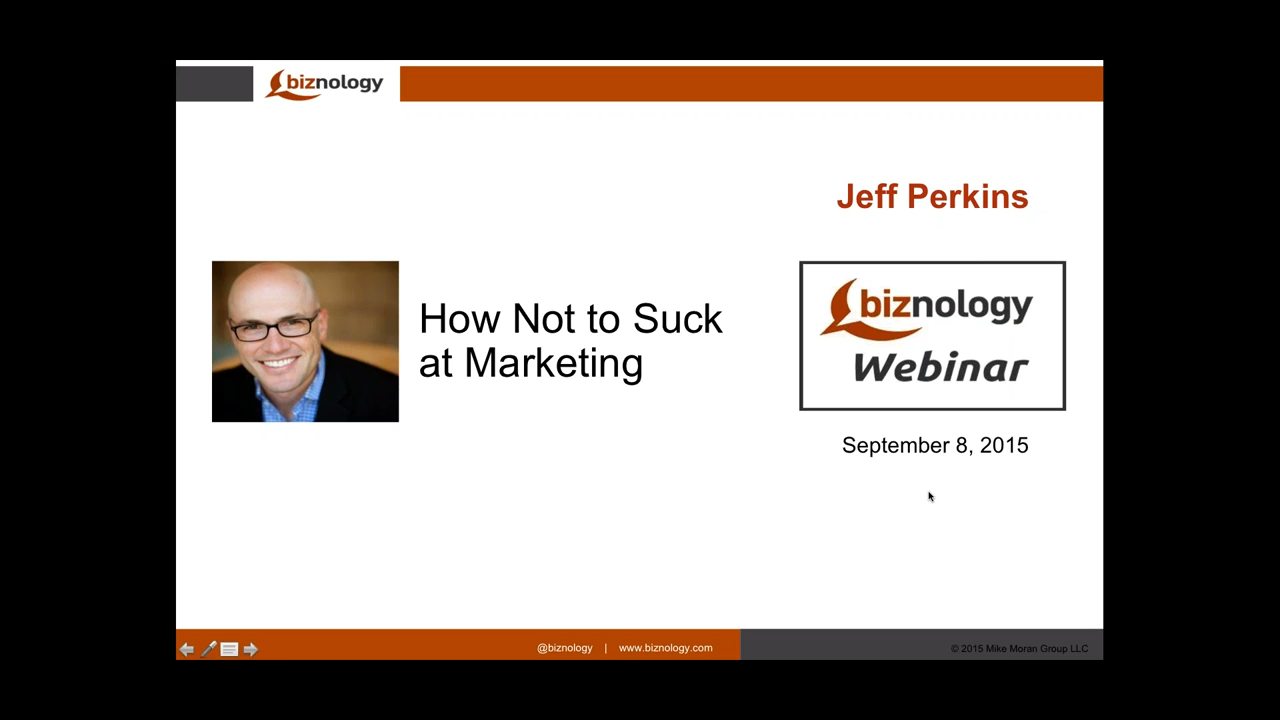 biznology
Jeff Perkins
How Not to Suck
at Marketing
biznology
Webinar
September 8, 2015
@biznology | www.biznology.com
© 2015 Mike Moran Group LLC